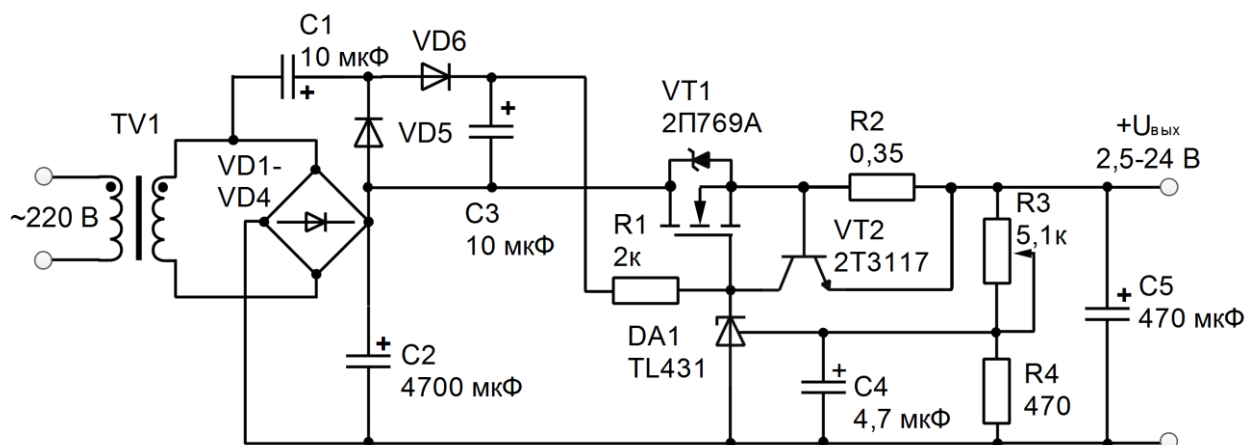 C1
10 мкФ
VD6
TV1
VD1-
VD4
VD5
~220 В
C3
10 мкФ
C2
4700 мкФ
VT1
2П769А
R1
2к
R2
0,35
VT2
2Т3117
DA1
TL431
C4
4,7 мкФ
+Uвых
2,5-24 В
R3
5,1к
R4
470
C5
470 мкФ